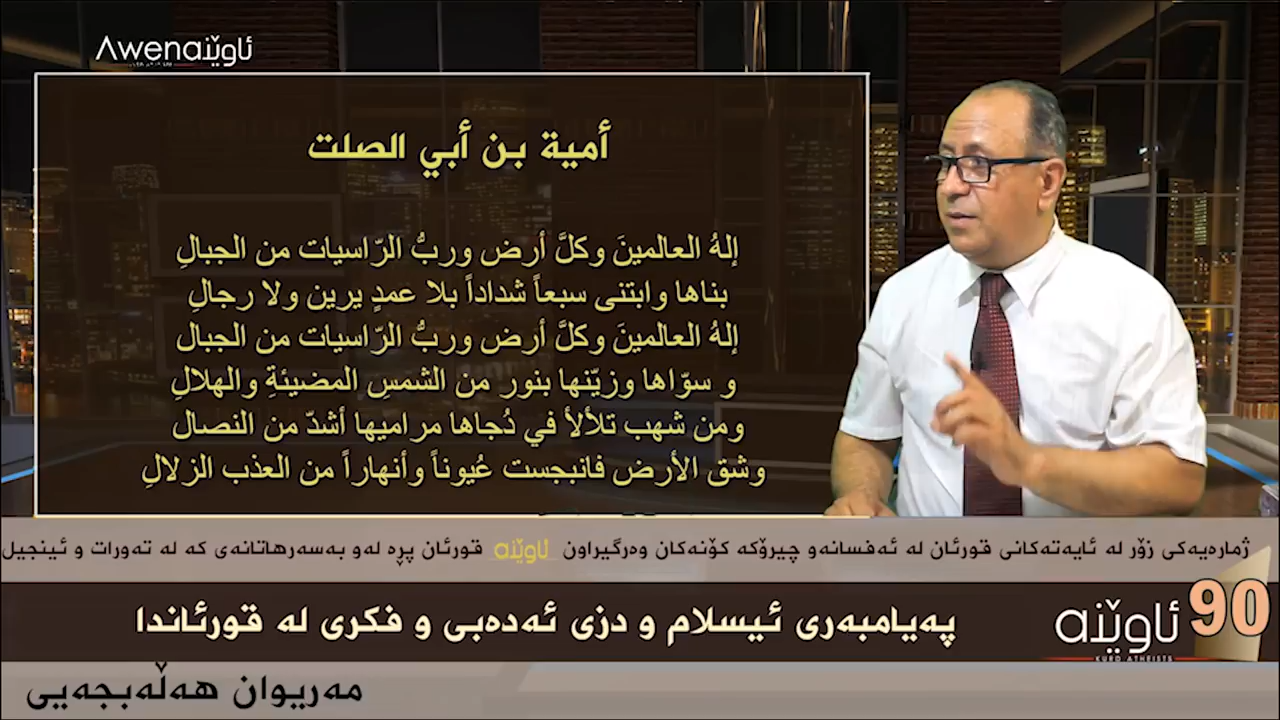 Awena ئاوێنە
أمية بن أبي الصلت
إلهُ العالمينَ وكلَّ أرض وربُّ الرّاسيات من الجبالِ
بناها وابتنى سبعاً شداداً بلا عمدٍ يرين ولا رجالِ
إلهُ العالمينَ وكلَّ أرض وربُّ الرّاسيات من الجبال
و سوّاها وزيّنها بنور من الشمسِ المضيئةِ والهلالِ
ومن شهب تلألأ في دُجاها مراميها أشدّ من النصال
وشق الأرض فانبجست عُيوناً وأنهاراً من العذب الزلالِ
ژمارەیەکی زۆر لە ئایەتەکانی قورئان لە ئەفسانەو چیرۆکە کۆنەکان وەرگیراون ئاوێنە قورئان پڕە لەو بەسەرهاتانەی کە لە تەورات و ئینجیل
90
ئاوێنە
KURD ATHEISTS
پەیامبەری ئیسلام و دزی ئەدەبی و فکری لە قورئاندا
مەریوان هەڵەبجەیی